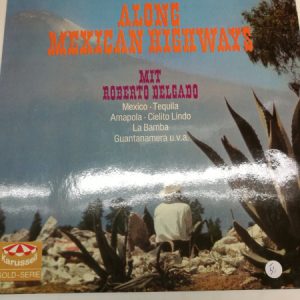 ALONG
MEXICAN HIGHWAYS
MIT
ROBERTO DELGADO
Mexico · Tequila
Amapola · Cielito Lindo
La Bamba
Guantanamera u.v.a.
Karussell
GOLD-SERIE